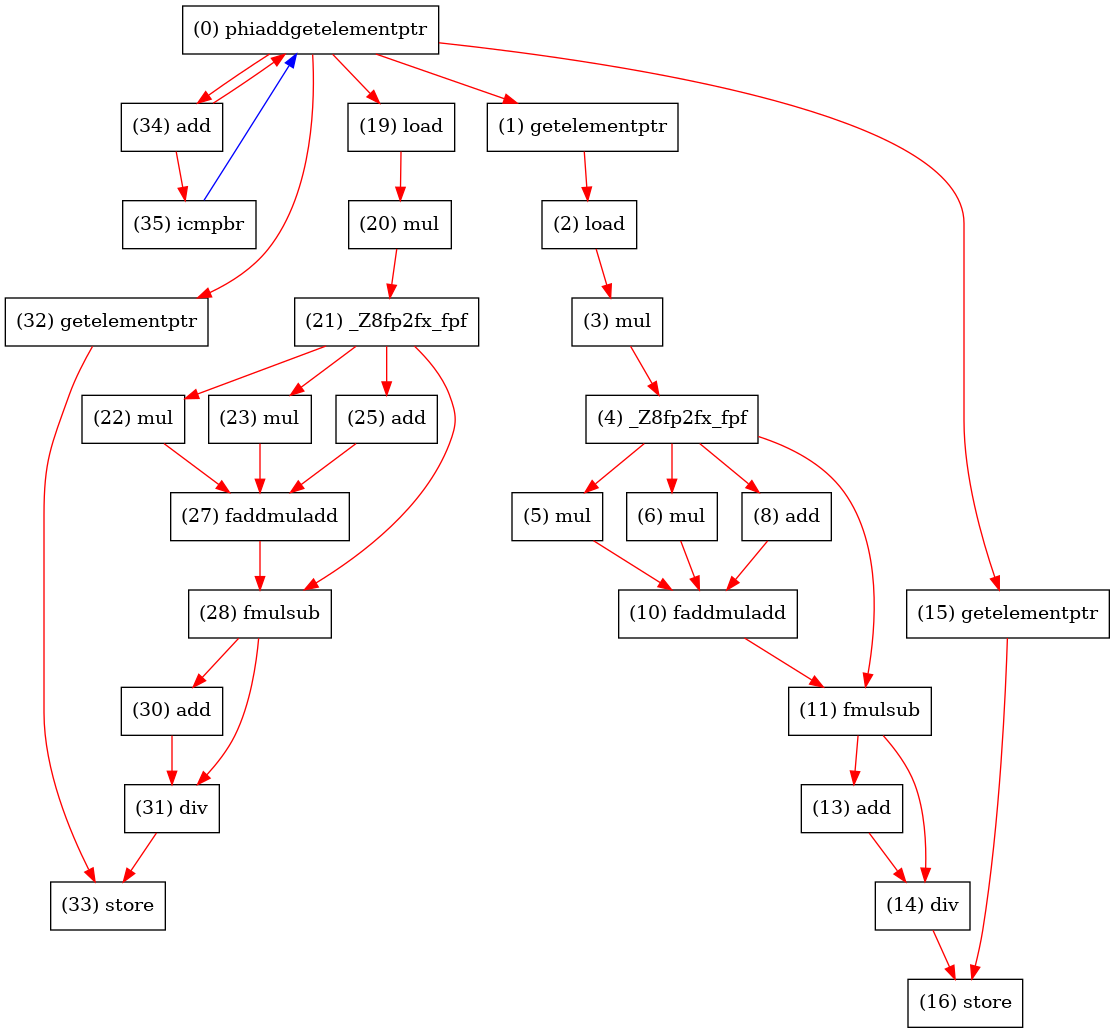 (0) phiaddgetelementptr
(34) add
(19) load
(1) getelementptr
(35) icmpbr
(20) mul
(2) load
(32) getelementptr
(21) _Z8fp2fx_fpf
(3) mul
(22) mul
(23) mul
(25) add
(4) _Z8fp2fx_fpf
(27) faddmuladd
(5) mul
(6) mul
(8) add
(28) fmulsub
(10) faddmuladd
(15) getelementptr
(30) add
(11) fmulsub
(31) div
(13) add
(33) store
(14) div
(16) store